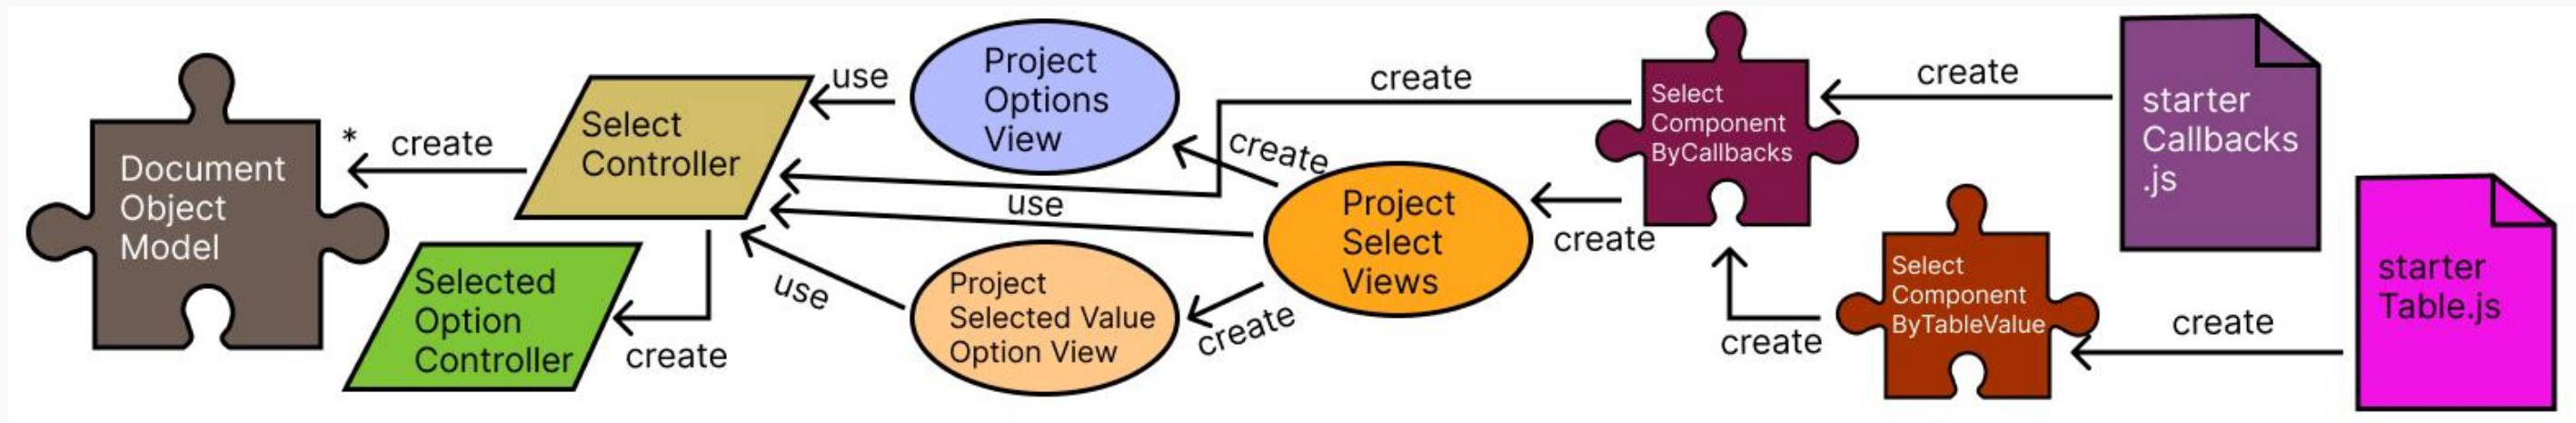 Document
Object
Model
*
create
Select
Controller
Selected
Option
Controller
create
use
Project
Options
View
use
use
Project
Selected Value
Option View
create
create
Project
Select
Views
create
create
Select
Component
ByCallbacks
create
create
Select
Component
ByTableValue
starter
Callbacks
.js
create
starter
Table.js